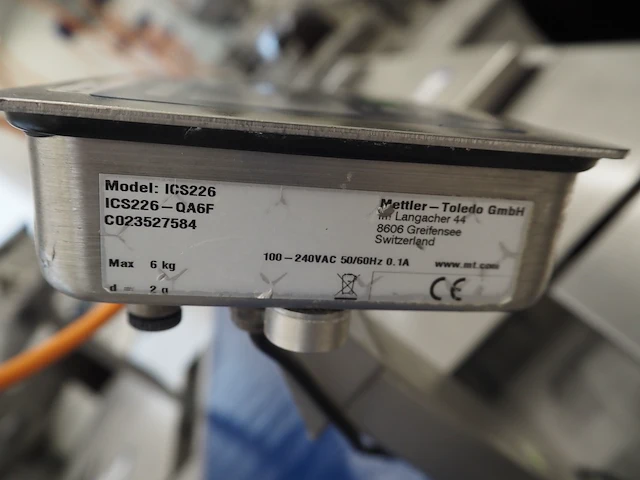 Model: ICS226
ICS226-QA6F
C023527584
Mettler-Toledo GmbH
Im Langacher 44
8606 Greifensee
Switzerland
Max 6 kg
100-240VAC 50/60Hz 0.1A
www.mt.com
d = 2 g
CE